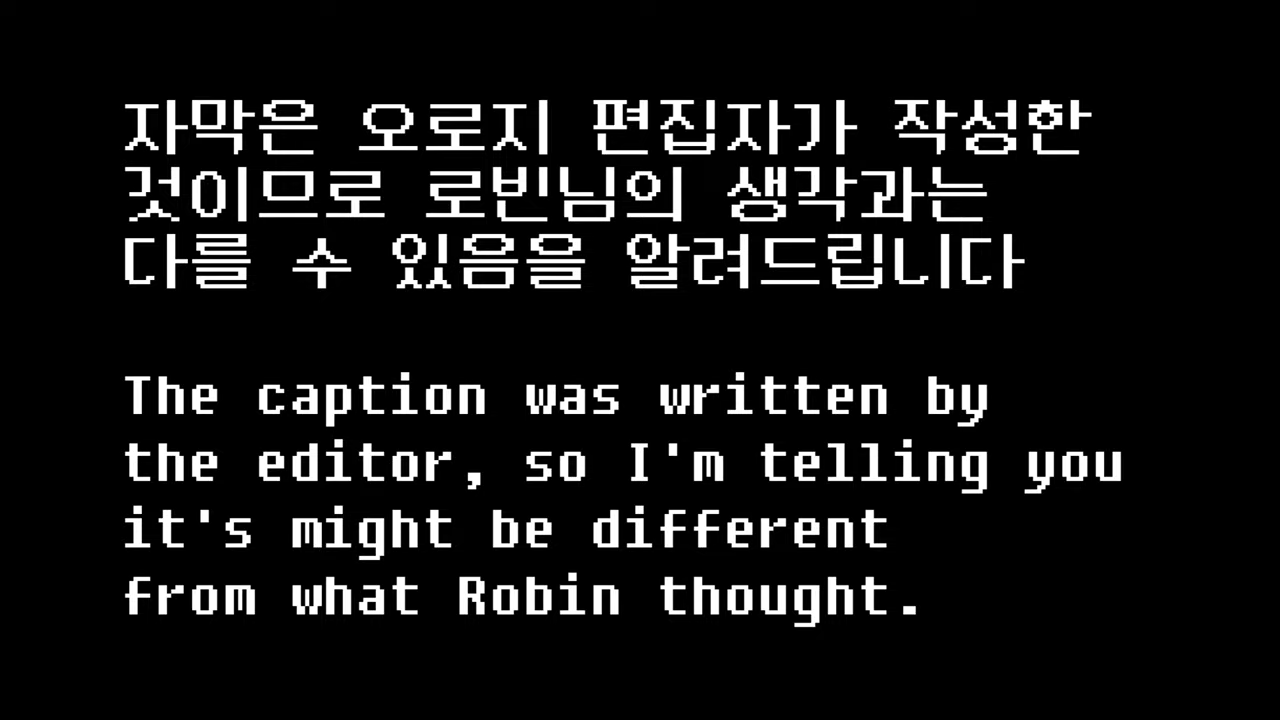 자막은 오로지 편집자가 작성한
것이므로 로빈님의 생각과는
다를 수 있음을 알려드립니다
The caption was written by
the editor, so I'm telling you
it's might be different
from what Robin thought.